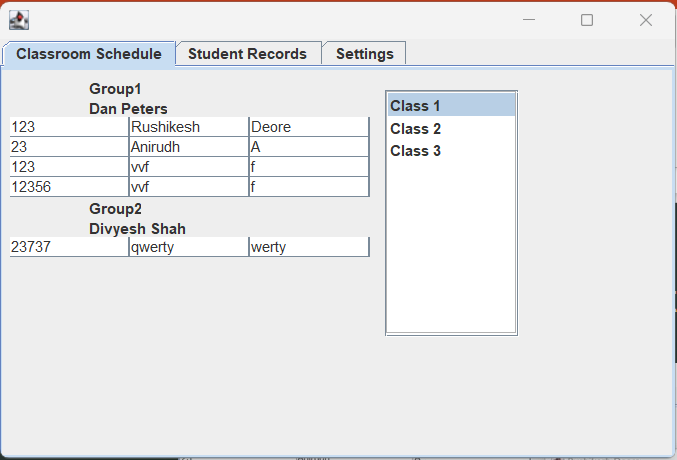 Classroom Schedule Student Records Settings
Group1
Dan Peters
123 Rushikesh Deore
23 Anirudh A
123 vvf f
12356 vvf f
Group2
Divyesh Shah
23737 qwerty werty
Class 1
Class 2
Class 3